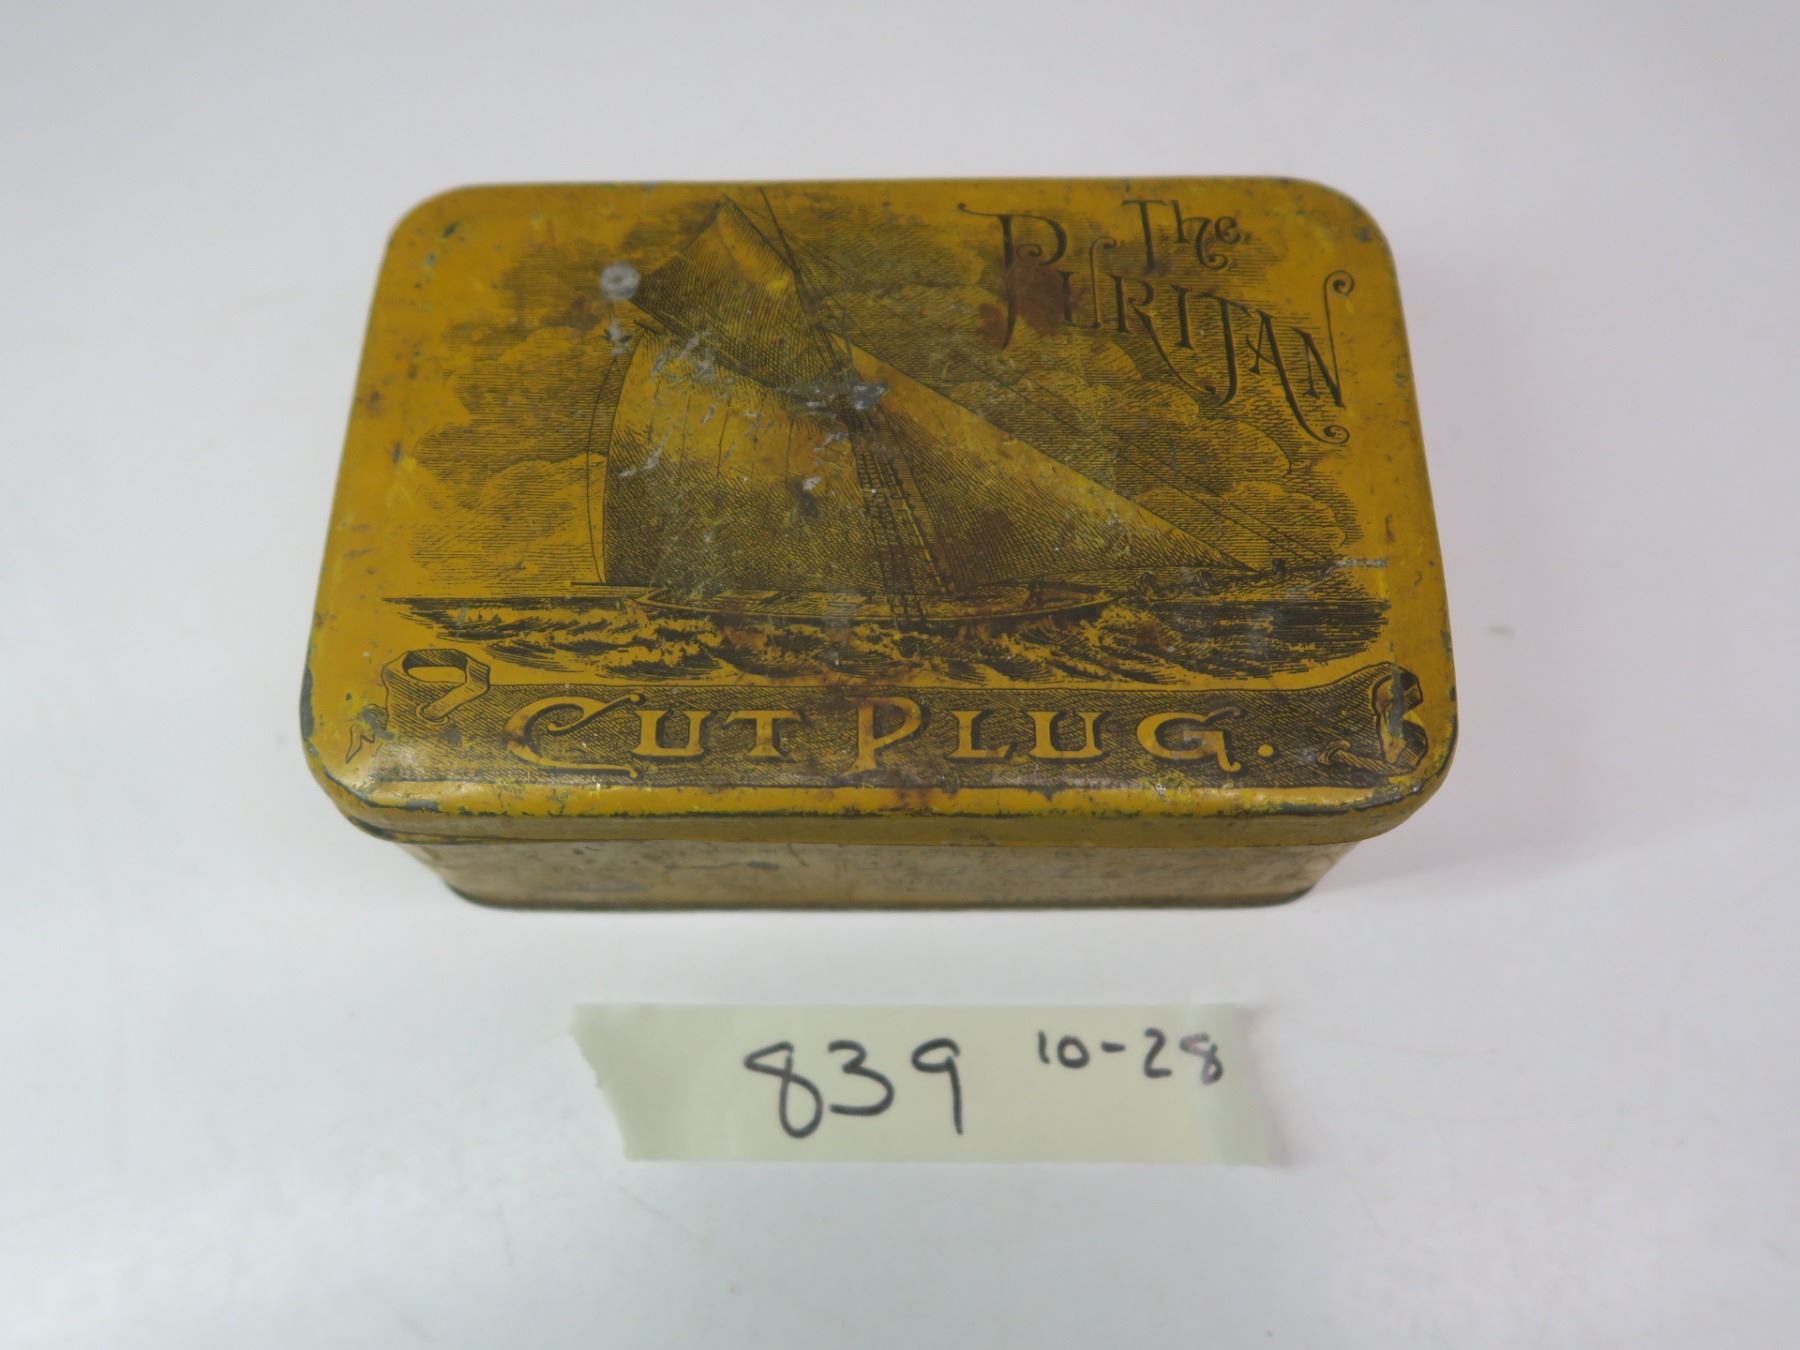 The
PURITAN
CUT PLUG.
839 10-28